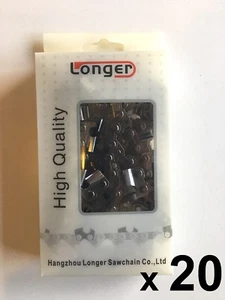 Longer
High Quality
Hangzhou Longer Sawchain Co.,Ltd
x 20